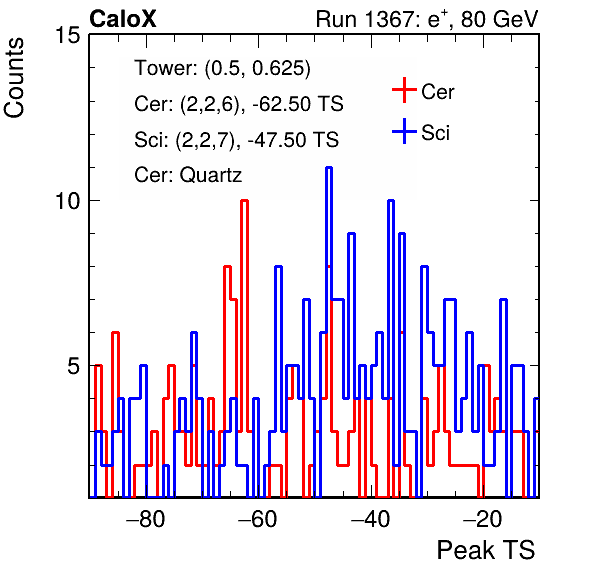 CaloX Run 1367: e⁺, 80 GeV
Counts
15
10
5
Tower: (0.5, 0.625)
Cer: (2,2,6), -62.50 TS
Sci: (2,2,7), -47.50 TS
Cer: Quartz
Cer
Sci
−80 −60 −40 −20
Peak TS